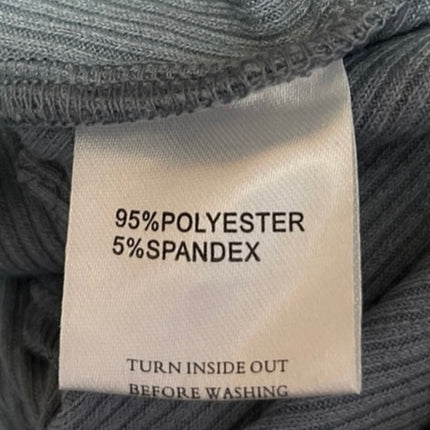 95%POLYESTER
5%SPANDEX
TURN INSIDE OUT
BEFORE WASHING